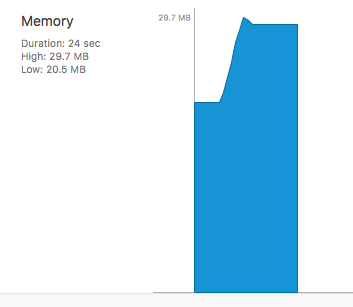 Memory
Duration: 24 sec
High: 29.7 MB
Low: 20.5 MB
29.7 MB